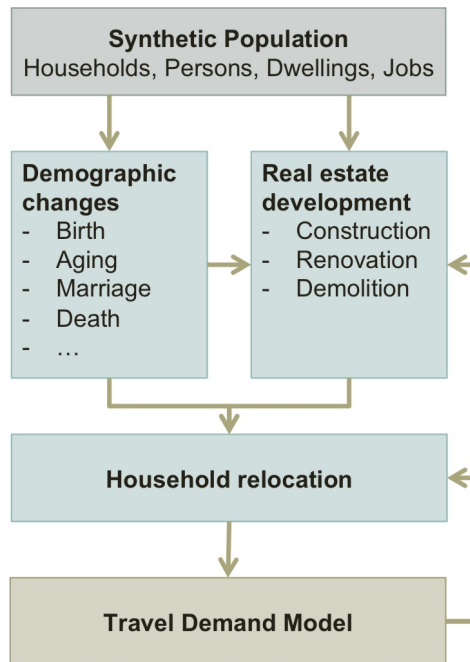 Synthetic Population
Households, Persons, Dwellings, Jobs
Demographic
changes
- Birth
- Aging
- Marriage
- Death
- …
Real estate
development
- Construction
- Renovation
- Demolition
Household relocation
Travel Demand Model